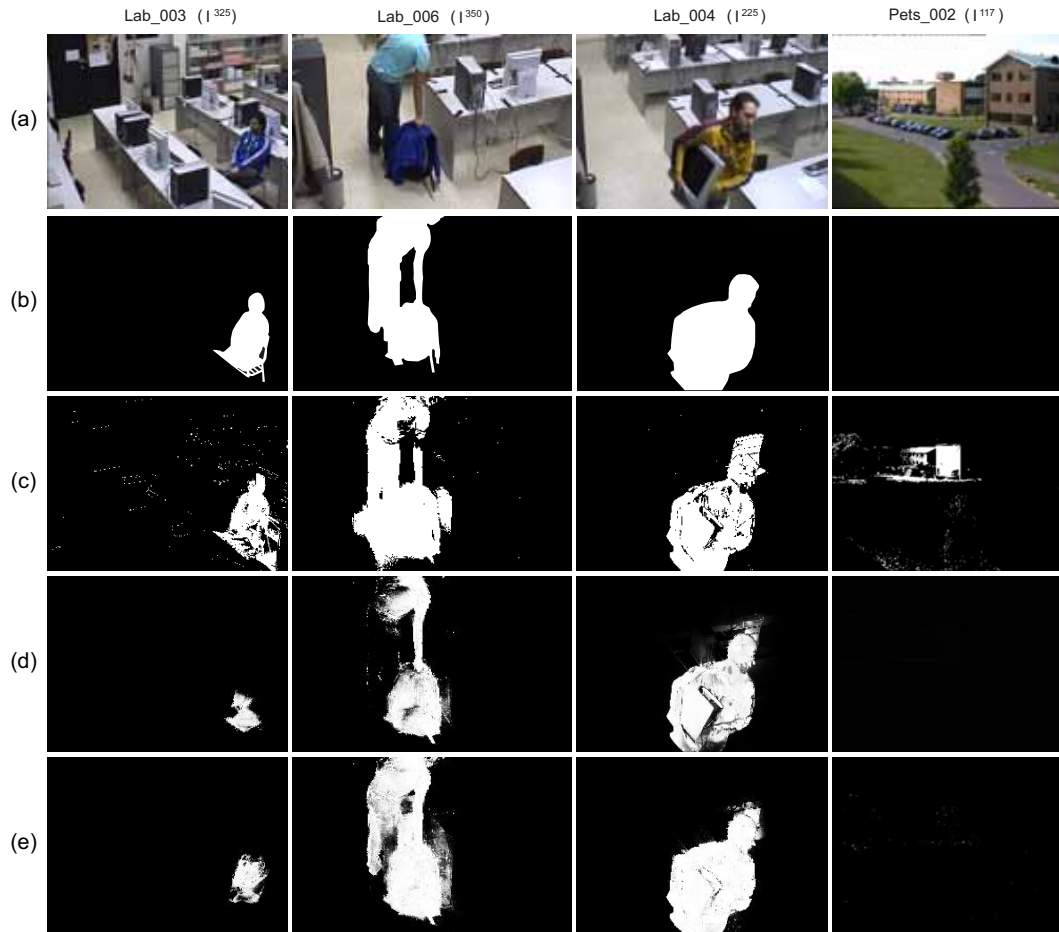 Lab_003 (I³²⁵) Lab_006 (I³⁵⁰) Lab_004 (I²²⁵) Pets_002 (I¹¹⁷)
(a)
(b)
(c)
(d)
(e)